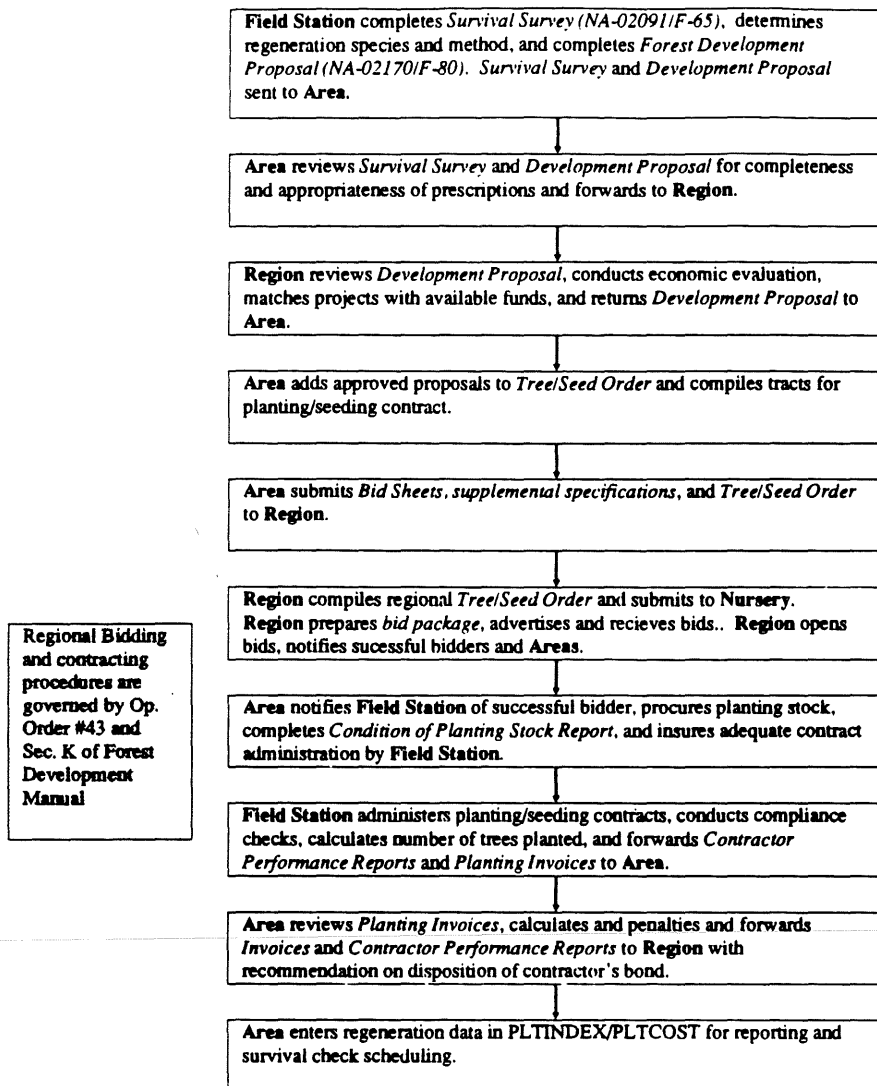 Field Station completes Survival Survey (NA-02091/F-65), determines
regeneration species and method, and completes Forest Development
Proposal (NA-02170/F-80). Survival Survey and Development Proposal
sent to Area.
Area reviews Survival Survey and Development Proposal for completeness
and appropriateness of prescriptions and forwards to Region.
Region reviews Development Proposal, conducts economic evaluation,
matches projects with available funds, and returns Development Proposal to
Area.
Area adds approved proposals to Tree/Seed Order and compiles tracts for
planting/seeding contract.
Area submits Bid Sheets, supplemental specifications, and Tree/Seed Order
to Region.
Region compiles regional Tree/Seed Order and submits to Nursery.
Region prepares bid package, advertises and recieves bids.. Region opens
bids, notifies sucessful bidders and Areas.
Regional Bidding
and contracting
procedures are
governed by Op.
Order #43 and
Sec. K of Forest
Development
Manual
Area notifies Field Station of successful bidder, procures planting stock,
completes Condition of Planting Stock Report, and insures adequate contract
administration by Field Station.
Field Station administers planting/seeding contracts, conducts compliance
checks, calculates number of trees planted, and forwards Contractor
Performance Reports and Planting Invoices to Area.
Area reviews Planting Invoices, calculates and penalties and forwards
Invoices and Contractor Performance Reports to Region with
recommendation on disposition of contractor's bond.
Area enters regeneration data in PLTINDEX/PLTCOST for reporting and
survival check scheduling.